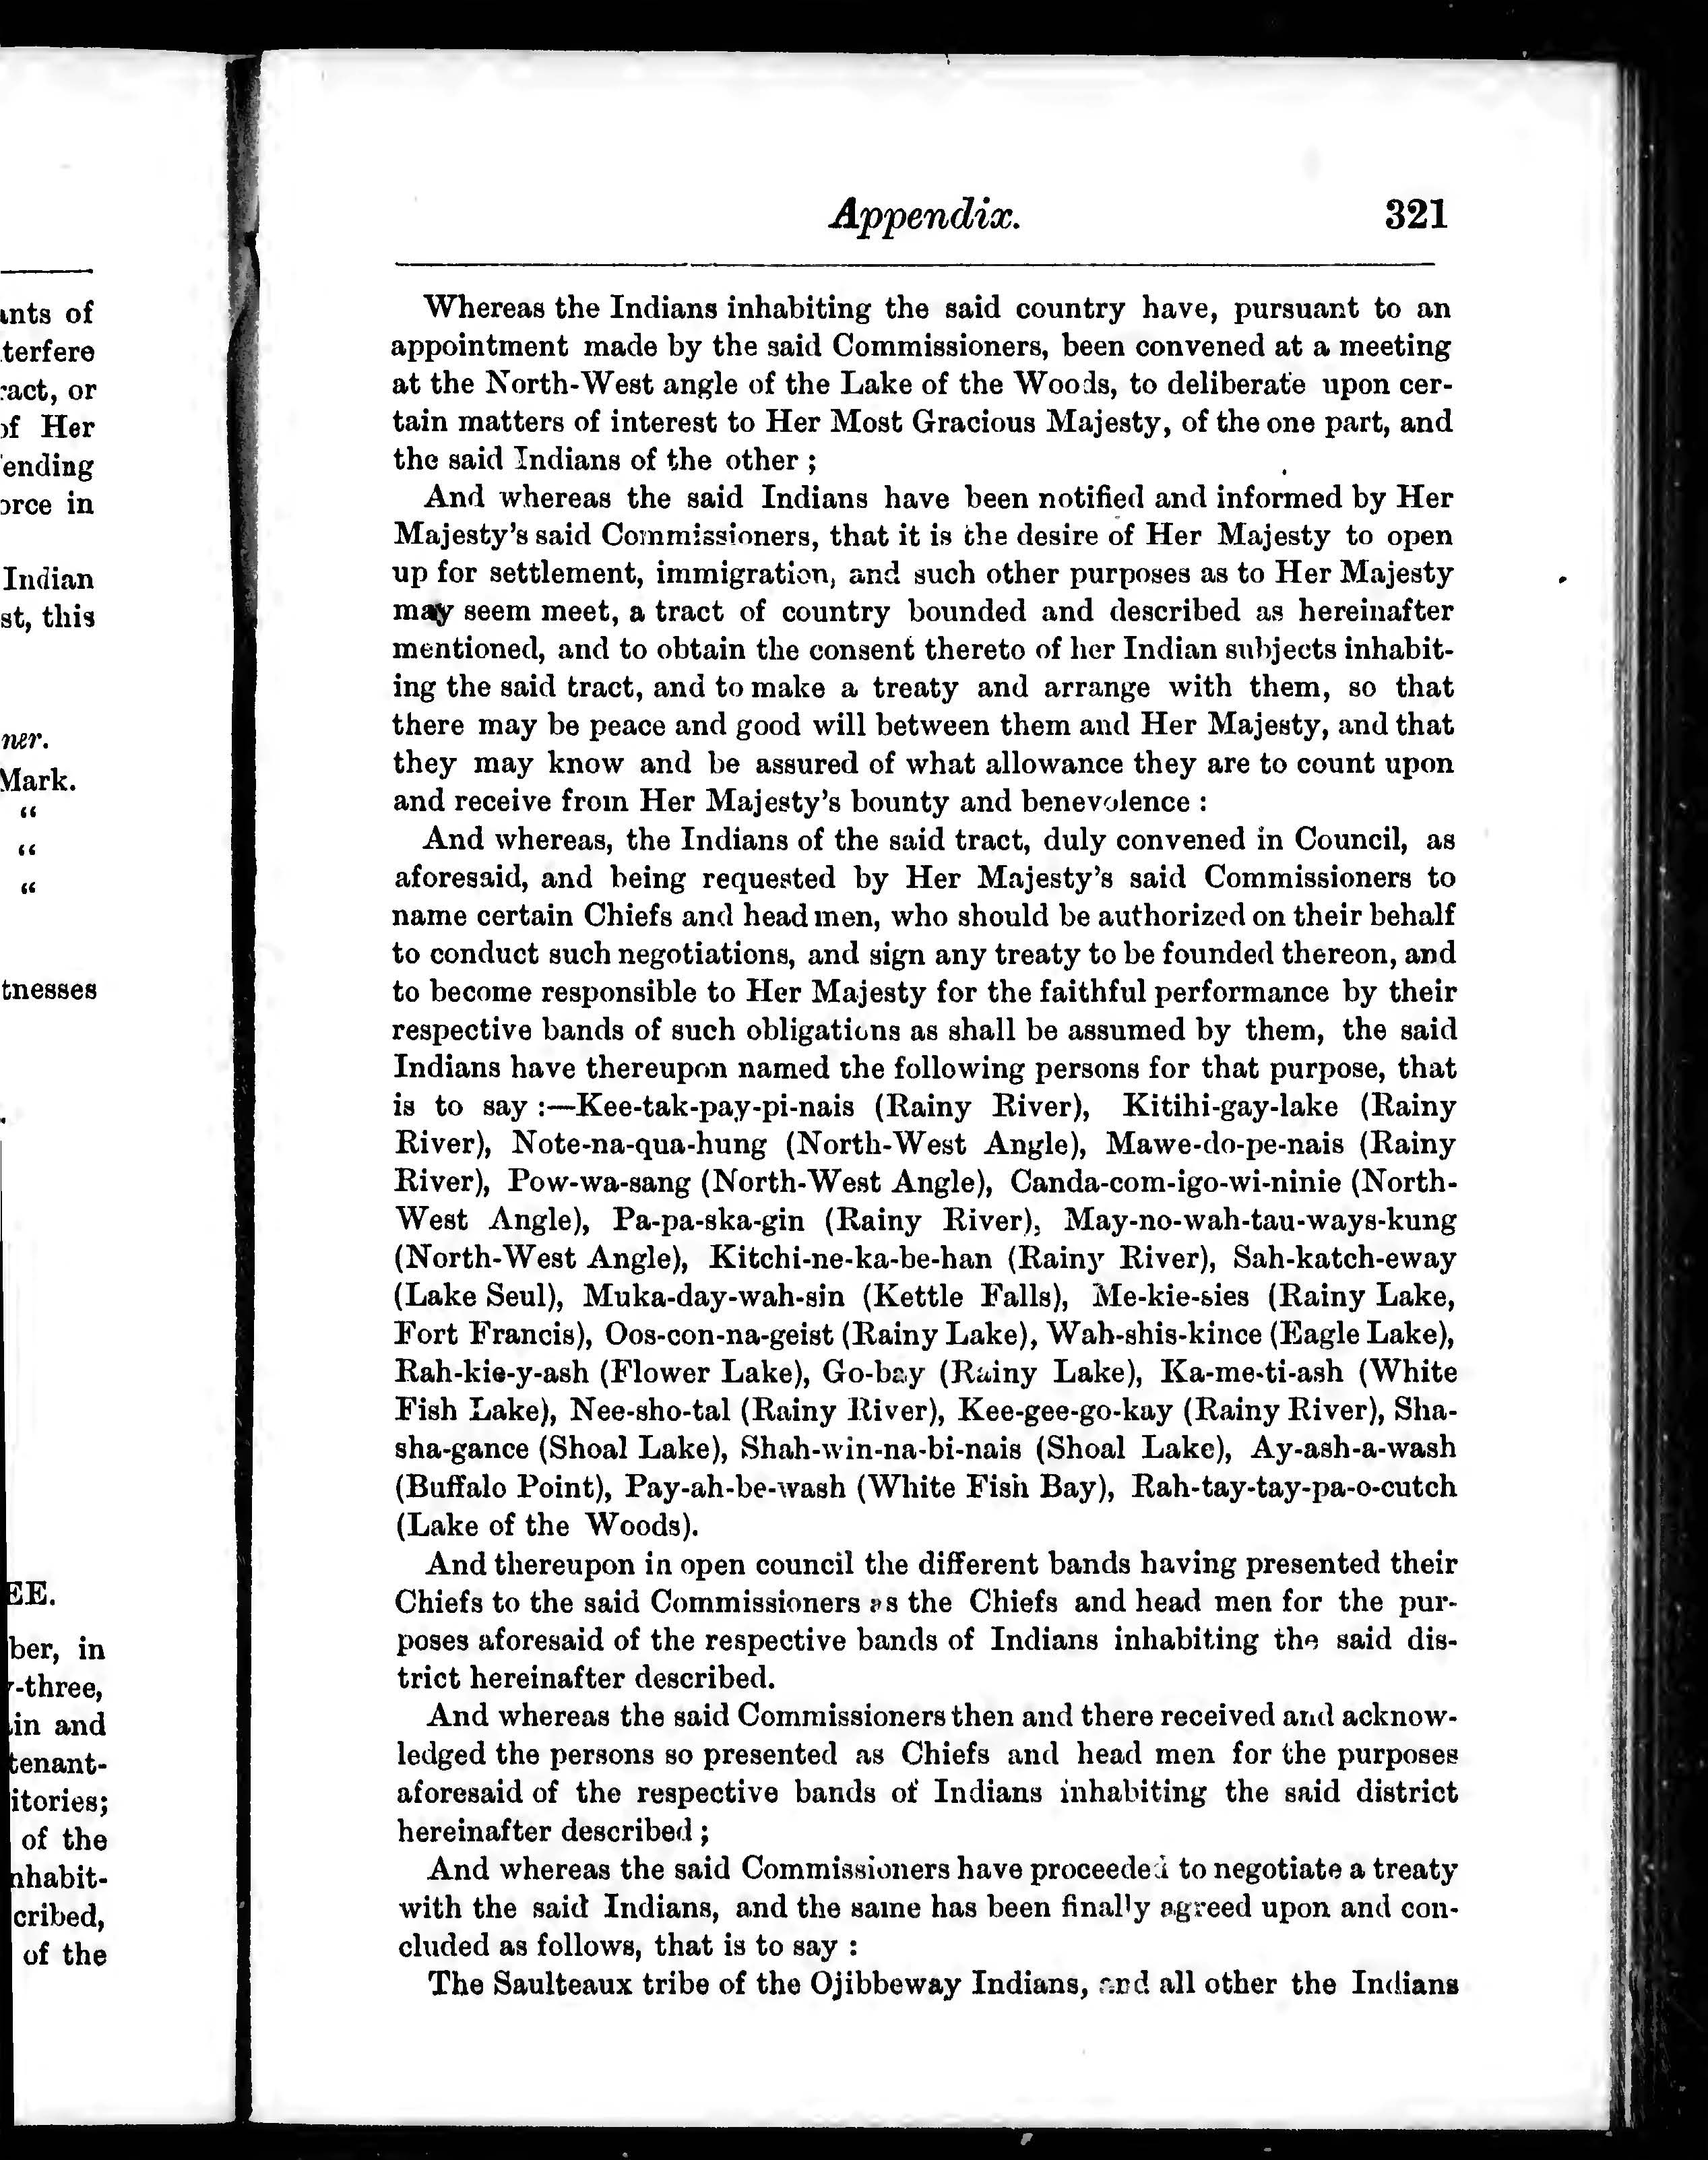 ants of
terfere
ract, or
of Her
ending
orce in
Indian
st, this
ner.
Mark.
“
“
“
tnesses
EE.
ber, in
-three,
in and
tenant-
itories;
of the
nhabit-
cribed,
of the
Appendix. 321
Whereas the Indians inhabiting the said country have, pursuant to an
appointment made by the said Commissioners, been convened at a meeting
at the North-West angle of the Lake of the Woods, to deliberate upon cer-
tain matters of interest to Her Most Gracious Majesty, of the one part, and
the said Indians of the other ;
And whereas the said Indians have been notified and informed by Her
Majesty’s said Commissioners, that it is the desire of Her Majesty to open
up for settlement, immigration, and such other purposes as to Her Majesty
may seem meet, a tract of country bounded and described as hereinafter
mentioned, and to obtain the consent thereto of her Indian subjects inhabit-
ing the said tract, and to make a treaty and arrange with them, so that
there may be peace and good will between them and Her Majesty, and that
they may know and be assured of what allowance they are to count upon
and receive from Her Majesty’s bounty and benevolence :
And whereas, the Indians of the said tract, duly convened in Council, as
aforesaid, and being requested by Her Majesty’s said Commissioners to
name certain Chiefs and head men, who should be authorized on their behalf
to conduct such negotiations, and sign any treaty to be founded thereon, and
to become responsible to Her Majesty for the faithful performance by their
respective bands of such obligations as shall be assumed by them, the said
Indians have thereupon named the following persons for that purpose, that
is to say :—Kee-tak-pay-pi-nais (Rainy River), Kitihi-gay-lake (Rainy
River), Note-na-qua-hung (North-West Angle), Mawe-do-pe-nais (Rainy
River), Pow-wa-sang (North-West Angle), Canda-com-igo-wi-ninie (North-
West Angle), Pa-pa-ska-gin (Rainy River), May-no-wah-tau-ways-kung
(North-West Angle), Kitchi-ne-ka-be-han (Rainy River), Sah-katch-eway
(Lake Seul), Muka-day-wah-sin (Kettle Falls), Me-kie-sies (Rainy Lake,
Fort Francis), Oos-con-na-geist (Rainy Lake), Wah-shis-kince (Eagle Lake),
Rah-kie-y-ash (Flower Lake), Go-bay (Rainy Lake), Ka-me-ti-ash (White
Fish Lake), Nee-sho-tal (Rainy River), Kee-gee-go-kay (Rainy River), Sha-
sha-gance (Shoal Lake), Shah-win-na-bi-nais (Shoal Lake), Ay-ash-a-wash
(Buffalo Point), Pay-ah-be-wash (White Fish Bay), Rah-tay-tay-pa-o-cutch
(Lake of the Woods).
And thereupon in open council the different bands having presented their
Chiefs to the said Commissioners as the Chiefs and head men for the pur-
poses aforesaid of the respective bands of Indians inhabiting the said dis-
trict hereinafter described.
And whereas the said Commissioners then and there received and acknow-
ledged the persons so presented as Chiefs and head men for the purposes
aforesaid of the respective bands of Indians inhabiting the said district
hereinafter described ;
And whereas the said Commissioners have proceeded to negotiate a treaty
with the said Indians, and the same has been finally agreed upon and con-
cluded as follows, that is to say :
The Saulteaux tribe of the Ojibbeway Indians, and all other the Indians